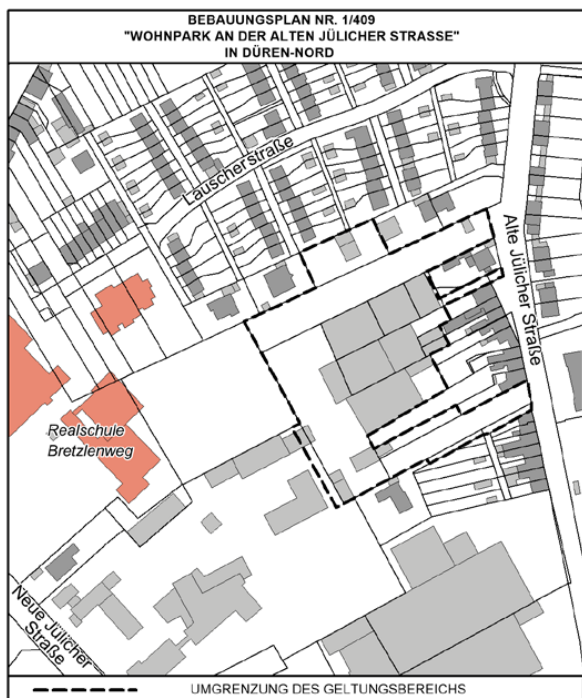 BEBAUUNGSPLAN NR. 1/409
"WOHNPARK AN DER ALTEN JÜLICHER STRASSE"
IN DÜREN-NORD
Lauscherstraße
Alte Jülicher Straße
Realschule
Bretzlenweg
Neue Jülicher
Straße
UMGRENZUNG DES GELTUNGSBEREICHS